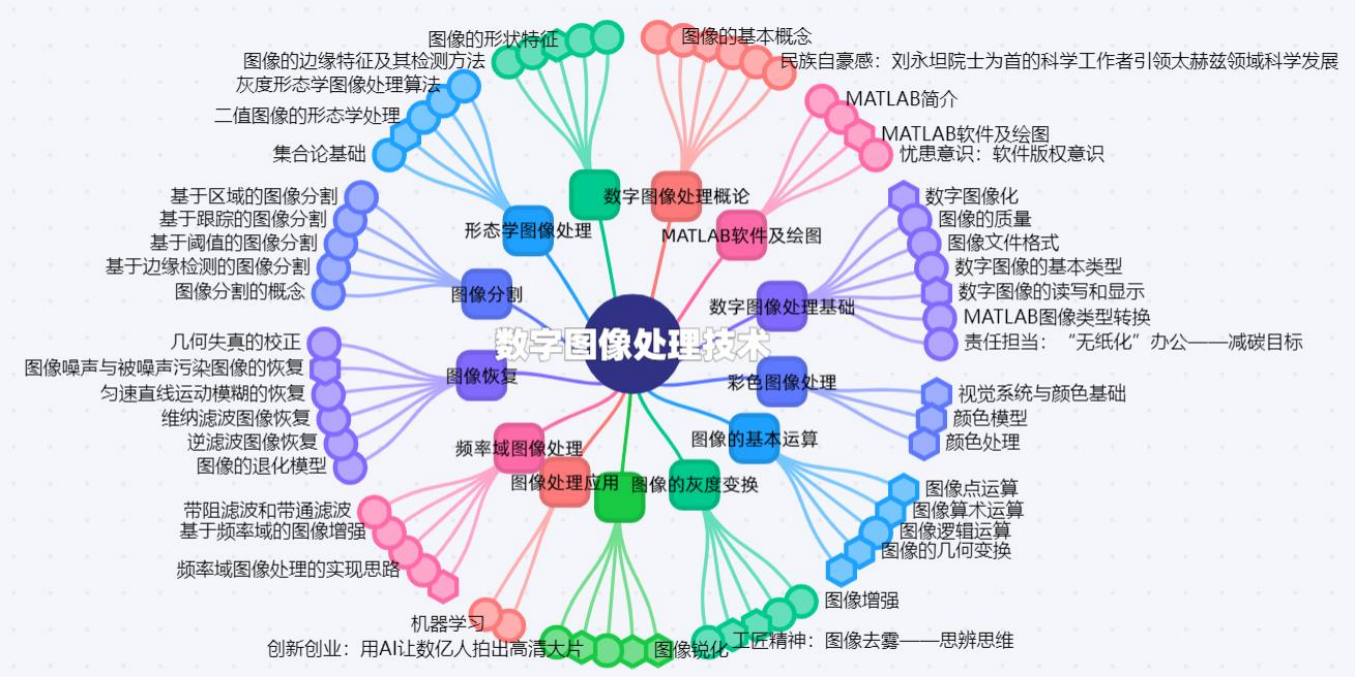 数字图像处理技术
数字图像处理概论
图像的基本概念
民族自豪感：刘永坦院士为首的科学工作者引领太赫兹领域科学发展
MATLAB软件及绘图
MATLAB简介
MATLAB软件及绘图
忧患意识：软件版权意识
数字图像处理基础
数字图像化
图像的质量
图像文件格式
数字图像的基本类型
数字图像的读写和显示
MATLAB图像类型转换
责任担当：“无纸化”办公——减碳目标
彩色图像处理
视觉系统与颜色基础
颜色模型
颜色处理
图像的基本运算
图像点运算
图像算术运算
图像逻辑运算
图像的几何变换
图像的灰度变换
图像增强
工匠精神：图像去雾——思辨思维
图像锐化
图像处理应用
机器学习
创新创业：用AI让数亿人拍出高清大片
频率域图像处理
带阻滤波和带通滤波
基于频率域的图像增强
频率域图像处理的实现思路
图像恢复
几何失真的校正
图像噪声与被噪声污染图像的恢复
匀速直线运动模糊的恢复
维纳滤波图像恢复
逆滤波图像恢复
图像的退化模型
图像分割
基于区域的图像分割
基于跟踪的图像分割
基于阈值的图像分割
基于边缘检测的图像分割
图像分割的概念
形态学图像处理
灰度形态学图像处理算法
二值图像的形态学处理
集合论基础
图像的形状特征
图像的边缘特征及其检测方法